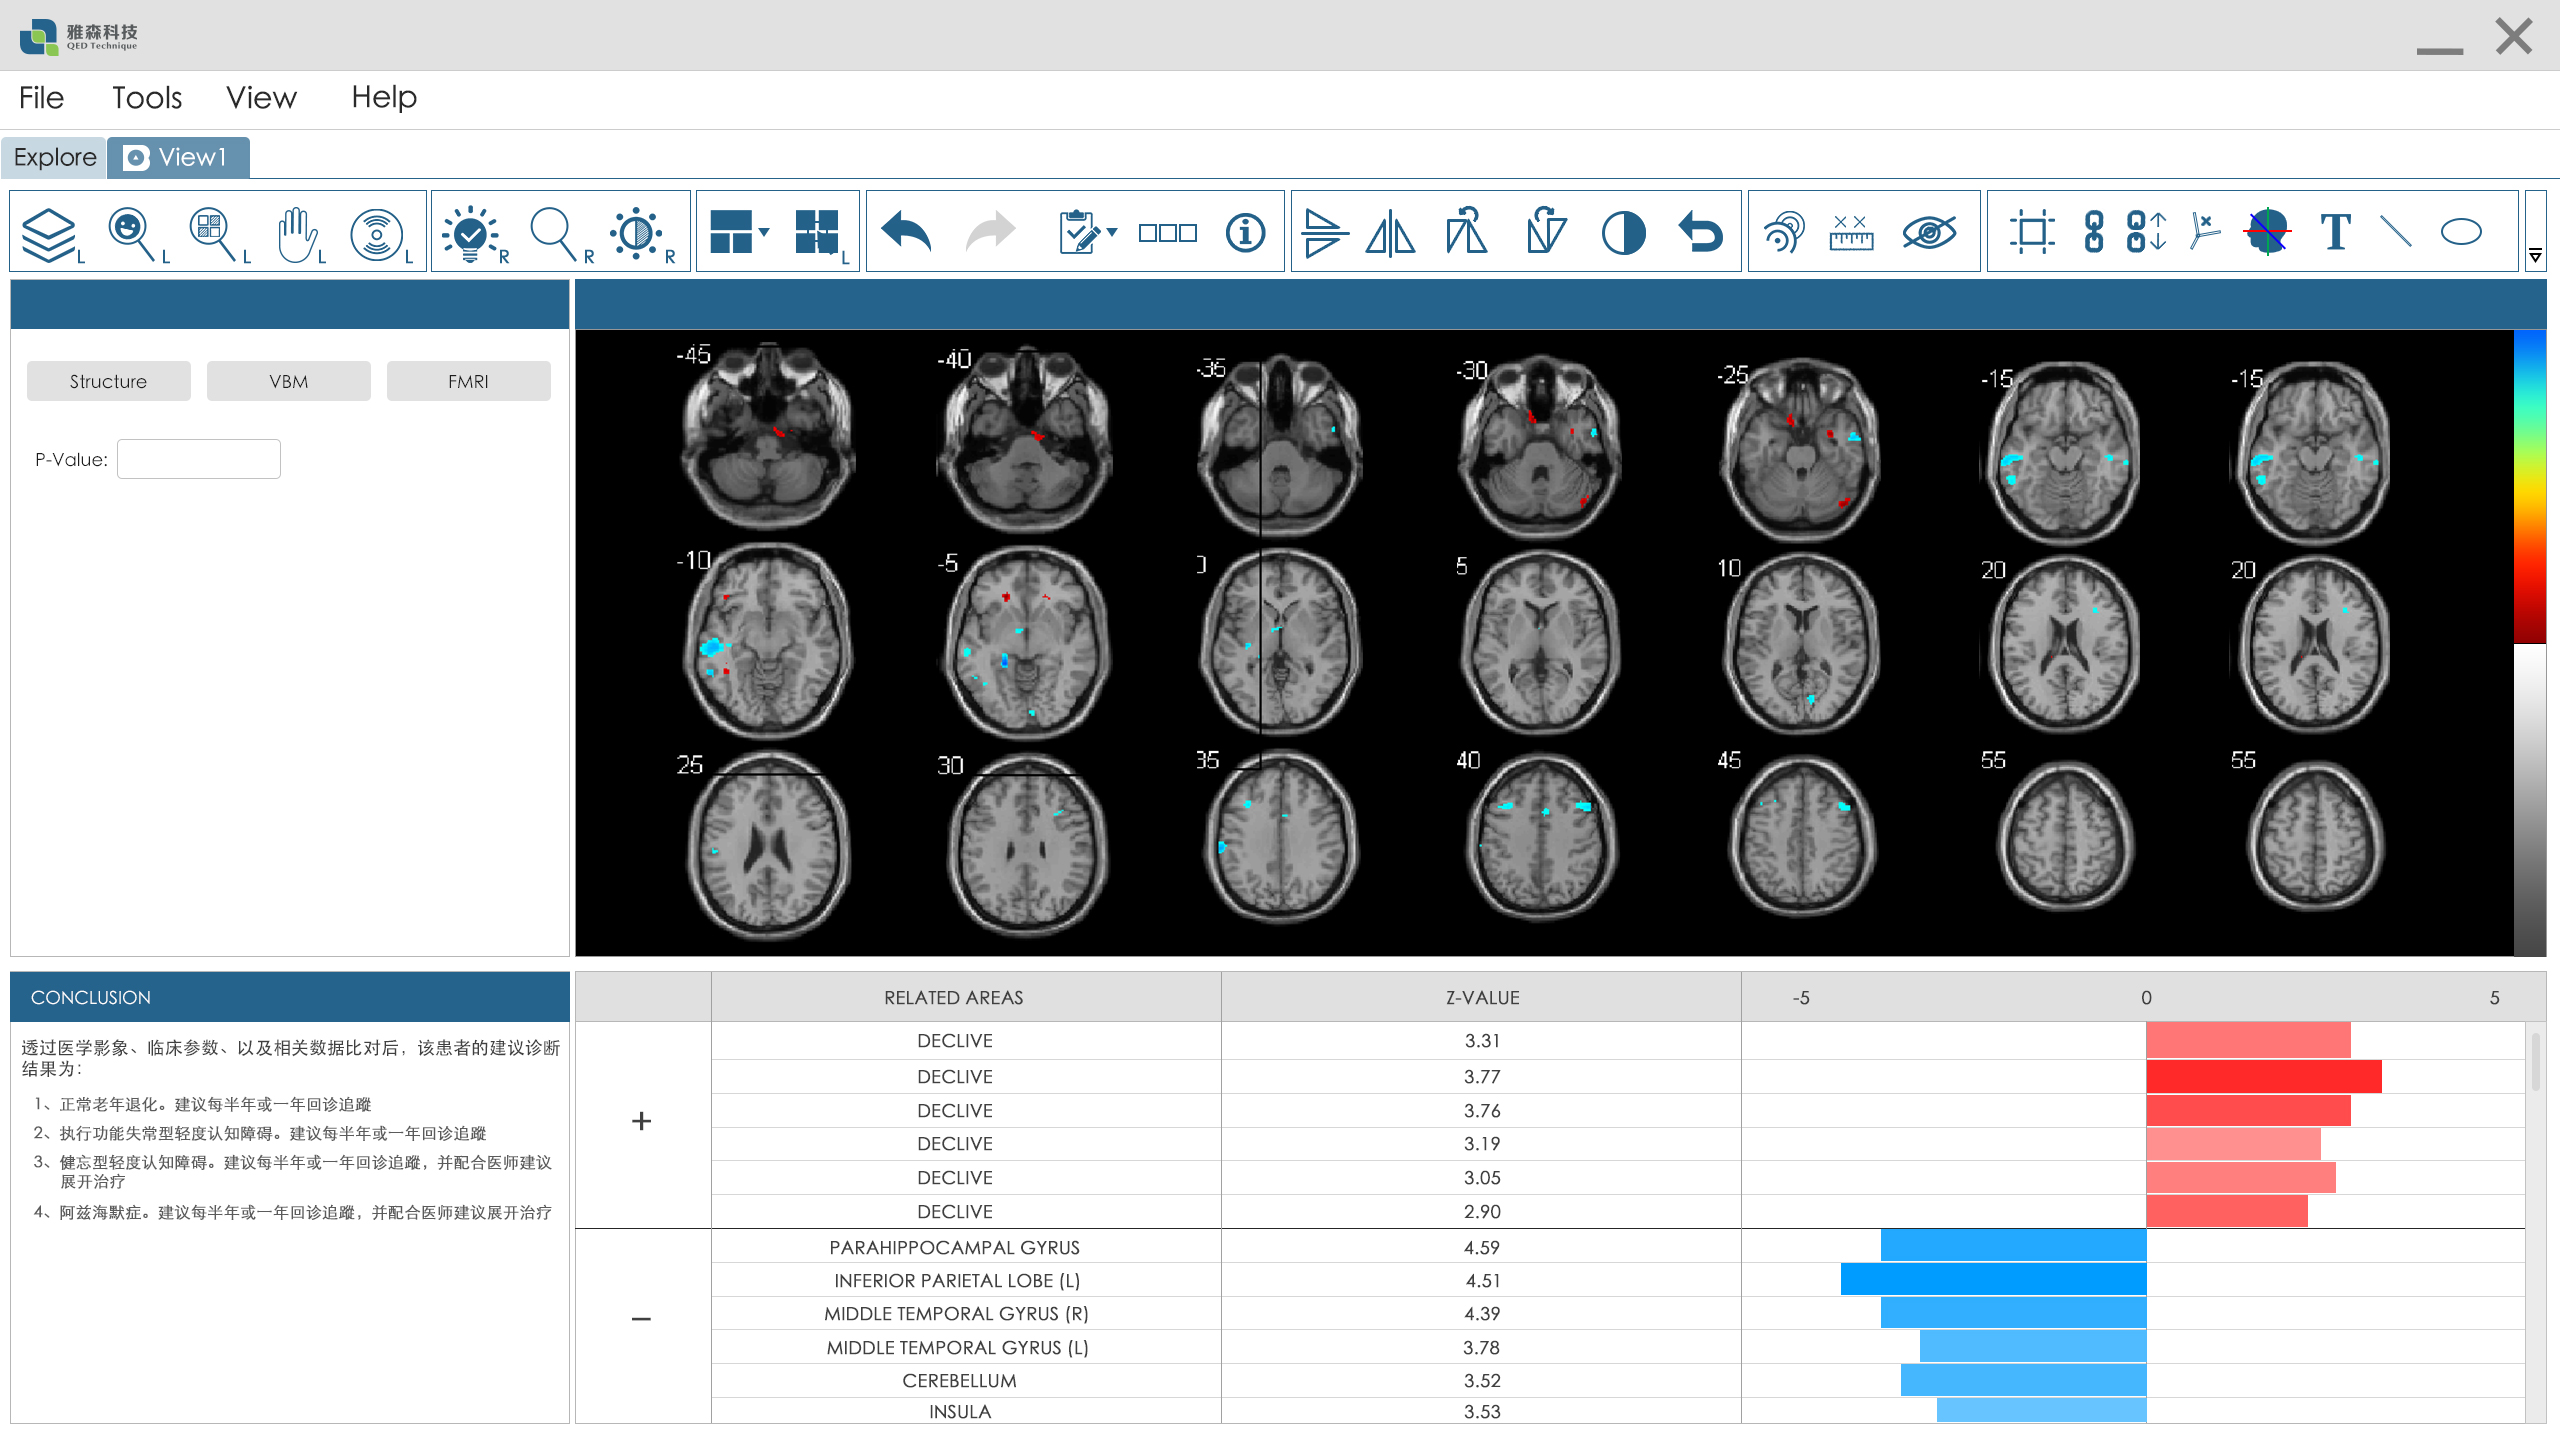 雅森科技
QED Technique
File Tools View Help
Explore View1
L L L L L R R R L
T
Structure VBM FMRI
P-Value:
-45 -40 -35 -30 -25 -15 -15
-10 -5 0 5 10 20 20
25 30 35 40 45 55 55
CONCLUSION
透过医学影象、临床参数、以及相关数据比对后，该患者的建议诊断
结果为：
1、正常老年退化。建议每半年或一年回诊追蹤
2、执行功能失常型轻度认知障碍。建议每半年或一年回诊追蹤
3、健忘型轻度认知障碍。建议每半年或一年回诊追蹤，并配合医师建议
展开治疗
4、阿兹海默症。建议每半年或一年回诊追蹤，并配合医师建议展开治疗
RELATED AREAS Z-VALUE -5 0 5
+
DECLIVE 3.31
DECLIVE 3.77
DECLIVE 3.76
DECLIVE 3.19
DECLIVE 3.05
DECLIVE 2.90
–
PARAHIPPOCAMPAL GYRUS 4.59
INFERIOR PARIETAL LOBE (L) 4.51
MIDDLE TEMPORAL GYRUS (R) 4.39
MIDDLE TEMPORAL GYRUS (L) 3.78
CEREBELLUM 3.52
INSULA 3.53